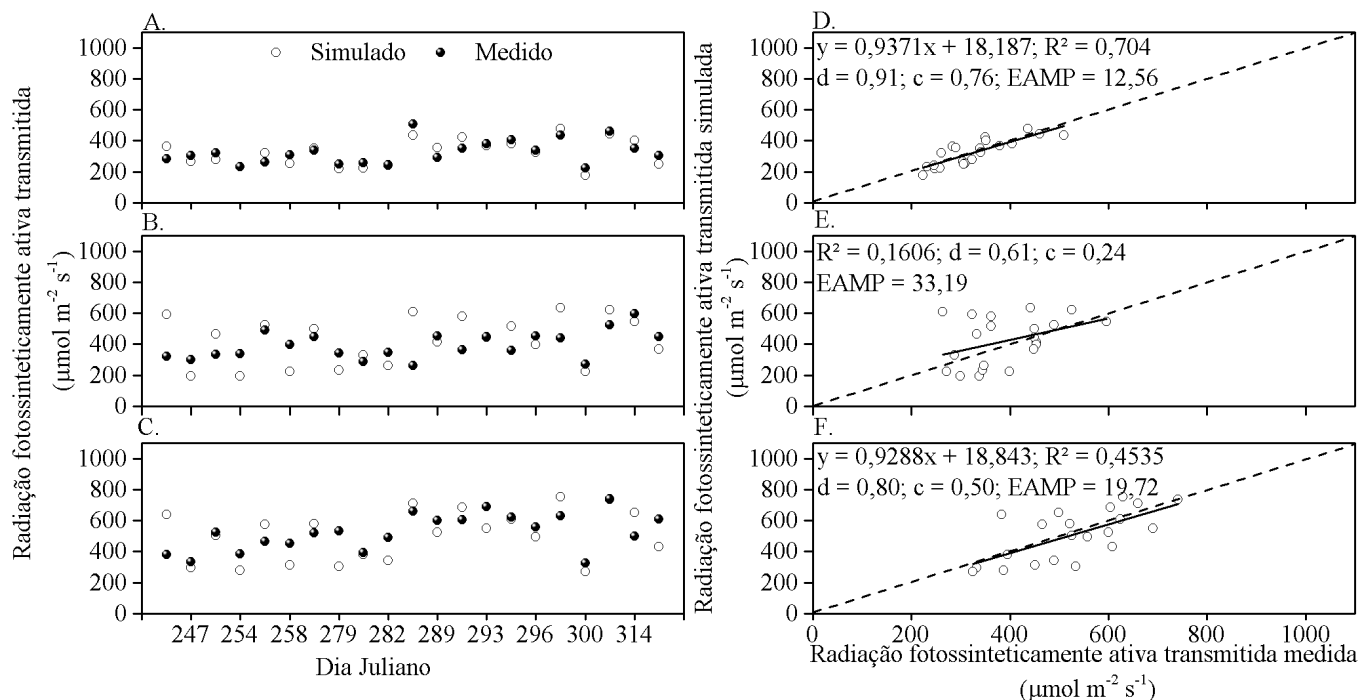 A.
1000
800
600
400
200
0
Simulado
Medido
B.
1000
800
600
400
200
0
C.
1000
800
600
400
200
0
247 254 258 279 282 289 293 296 300 314
Dia Juliano
Radiação fotossinteticamente ativa transmitida
(µmol m⁻² s⁻¹)
D.
1000
800
600
400
200
0
y = 0,9371x + 18,187; R² = 0,704
d = 0,91; c = 0,76; EAMP = 12,56
E.
1000
800
600
400
200
0
R² = 0,1606; d = 0,61; c = 0,24
EAMP = 33,19
F.
1000
800
600
400
200
0
y = 0,9288x + 18,843; R² = 0,4535
d = 0,80; c = 0,50; EAMP = 19,72
0 200 400 600 800 1000
Radiação fotossinteticamente ativa transmitida medida
(µmol m⁻² s⁻¹)
Radiação fotossinteticamente ativa transmitida simulada
(µmol m⁻² s⁻¹)